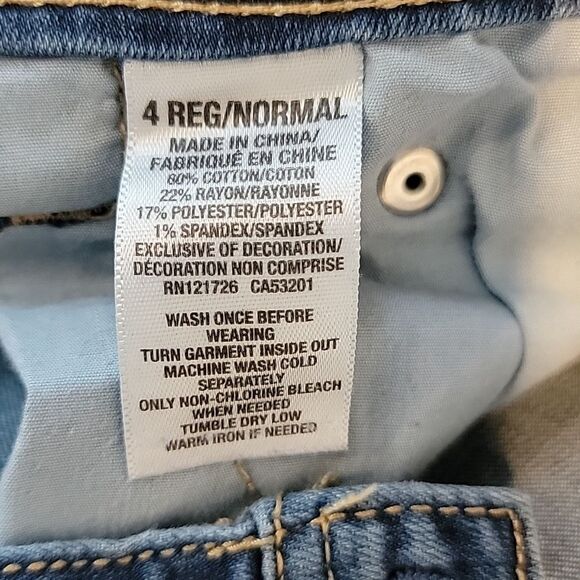 4 REG/NORMAL
MADE IN CHINA/
FABRIQUÉ EN CHINE
60% COTTON/COTON
22% RAYON/RAYONNE
17% POLYESTER/POLYESTER
1% SPANDEX/SPANDEX
EXCLUSIVE OF DECORATION/
DÉCORATION NON COMPRISE
RN121726 CA53201
WASH ONCE BEFORE
WEARING
TURN GARMENT INSIDE OUT
MACHINE WASH COLD
SEPARATELY
ONLY NON-CHLORINE BLEACH
WHEN NEEDED
TUMBLE DRY LOW
WARM IRON IF NEEDED